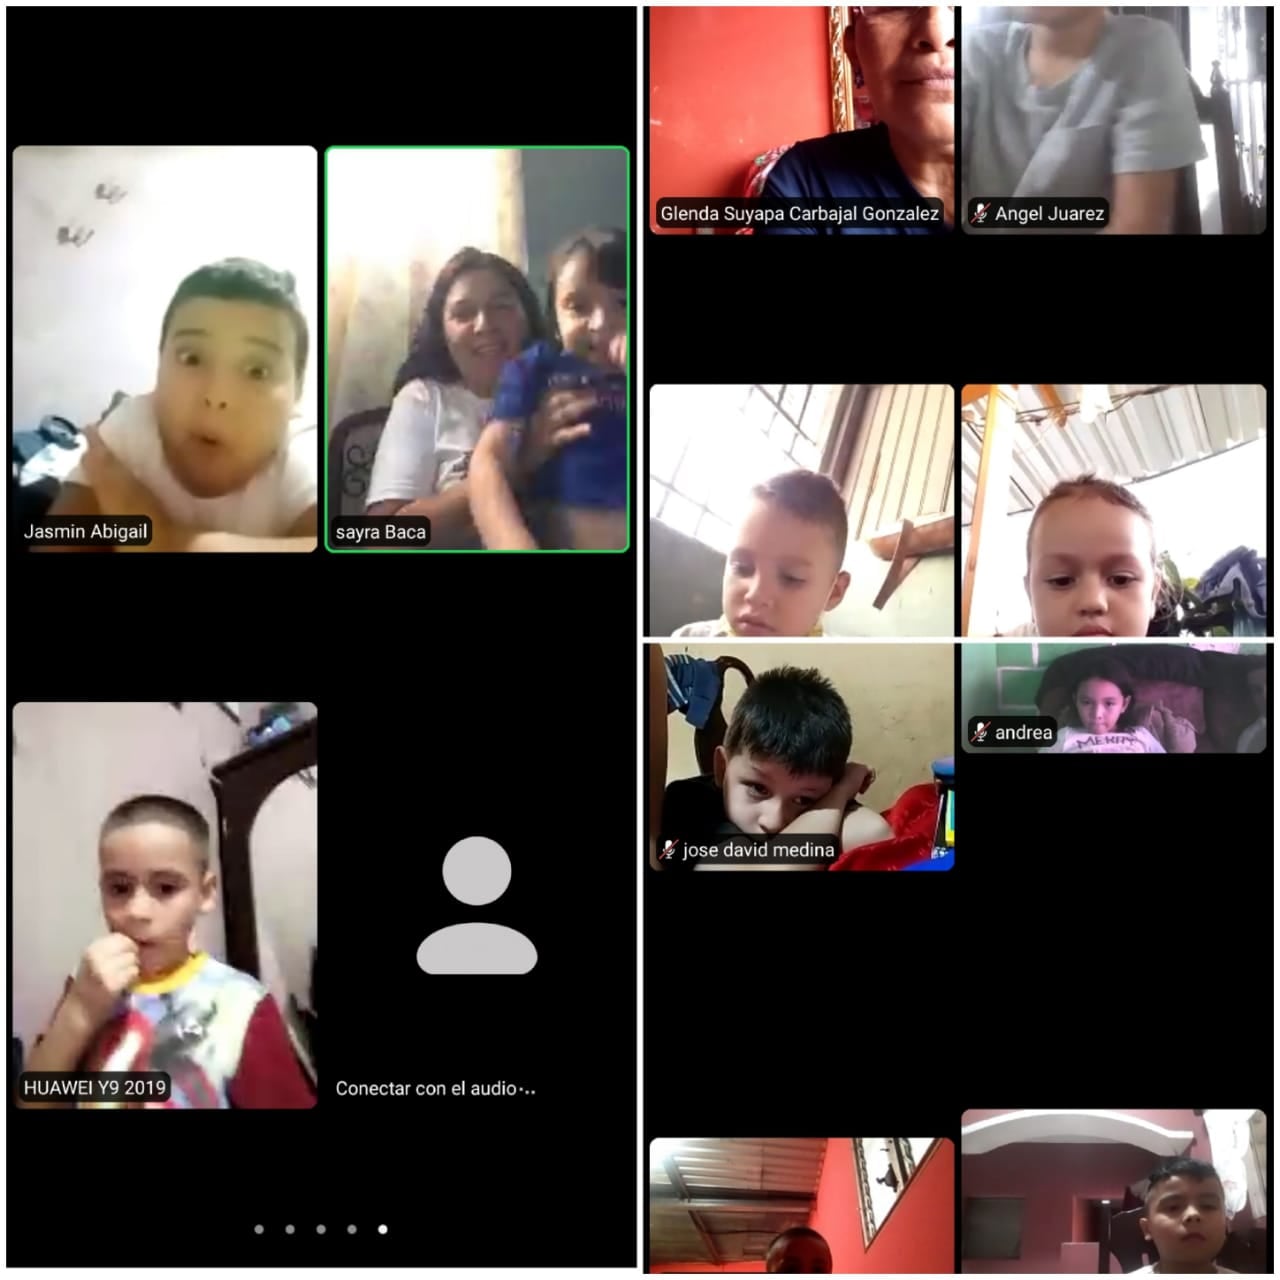 Jasmin Abigail
sayra Baca
HUAWEI Y9 2019
Conectar con el audio...
Glenda Suyapa Carbajal Gonzalez
Angel Juarez
jose david medina
andrea
MERRY